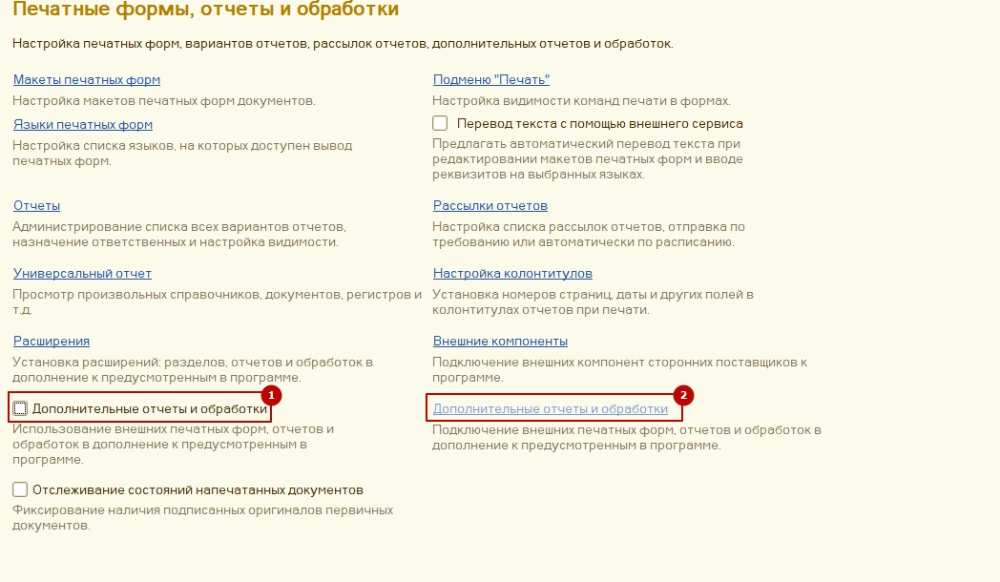 Печатные формы, отчеты и обработки
Настройка печатных форм, вариантов отчетов, рассылок отчетов, дополнительных отчетов и обработок.
Макеты печатных форм
Настройка макетов печатных форм документов.
Языки печатных форм
Настройка списка языков, на которых доступен вывод
печатных форм.
Подменю "Печать"
Настройка видимости команд печати в формах.
Перевод текста с помощью внешнего сервиса
Предлагать автоматический перевод текста при
редактировании макетов печатных форм и вводе
реквизитов на выбранных языках.
Отчеты
Администрирование списка всех вариантов отчетов,
назначение ответственных и настройка видимости.
Рассылки отчетов
Настройка списка рассылок отчетов, отправка по
требованию или автоматически по расписанию.
Универсальный отчет
Просмотр произвольных справочников, документов, регистров и
т.д.
Настройка колонтитулов
Установка номеров страниц, даты и других полей в
колонтитулах отчетов при печати.
Расширения
Установка расширений: разделов, отчетов и обработок в
дополнение к предусмотренным в программе.
Внешние компоненты
Подключение внешних компонент сторонних поставщиков к
программе.
1
Дополнительные отчеты и обработки
Использование внешних печатных форм, отчетов и
обработок в дополнение к предусмотренным в
программе.
2
Дополнительные отчеты и обработки
Подключение внешних печатных форм, отчетов и обработок в
дополнение к предусмотренным в программе.
Отслеживание состояний напечатанных документов
Фиксирование наличия подписанных оригиналов первичных
документов.